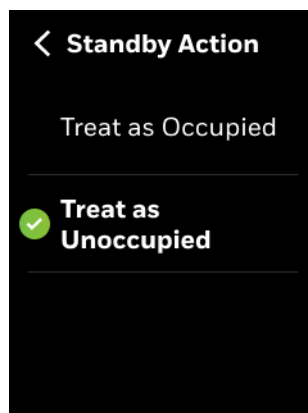 Standby Action
Treat as Occupied
Treat as
Unoccupied